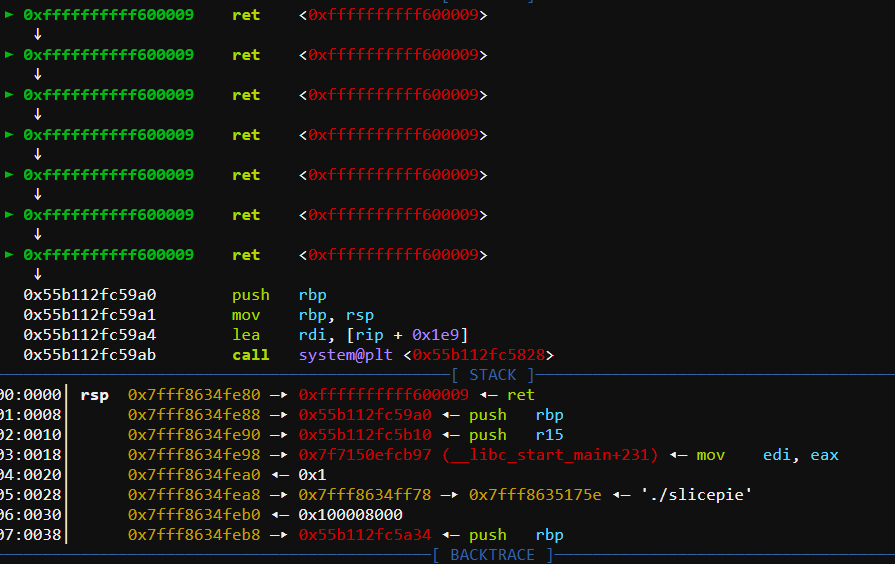 ► 0xffffffffff600009 ret <0xffffffffff600009>
↓
► 0xffffffffff600009 ret <0xffffffffff600009>
↓
► 0xffffffffff600009 ret <0xffffffffff600009>
↓
► 0xffffffffff600009 ret <0xffffffffff600009>
↓
► 0xffffffffff600009 ret <0xffffffffff600009>
↓
► 0xffffffffff600009 ret <0xffffffffff600009>
↓
► 0xffffffffff600009 ret <0xffffffffff600009>
↓
0x55b112fc59a0 push rbp
0x55b112fc59a1 mov rbp, rsp
0x55b112fc59a4 lea rdi, [rip + 0x1e9]
0x55b112fc59ab call system@plt <0x55b112fc5828>
[ STACK ]
00:0000│ rsp 0x7fff8634fe80 —▸ 0xffffffffff600009 ◂— ret
01:0008│ 0x7fff8634fe88 —▸ 0x55b112fc59a0 ◂— push rbp
02:0010│ 0x7fff8634fe90 —▸ 0x55b112fc5b10 ◂— push r15
03:0018│ 0x7fff8634fe98 —▸ 0x7f7150efcb97 (__libc_start_main+231) ◂— mov edi, eax
04:0020│ 0x7fff8634fea0 ◂— 0x1
05:0028│ 0x7fff8634fea8 —▸ 0x7fff8634ff78 —▸ 0x7fff8635175e ◂— './slicepie'
06:0030│ 0x7fff8634feb0 ◂— 0x100008000
07:0038│ 0x7fff8634feb8 —▸ 0x55b112fc5a34 ◂— push rbp
[ BACKTRACE ]